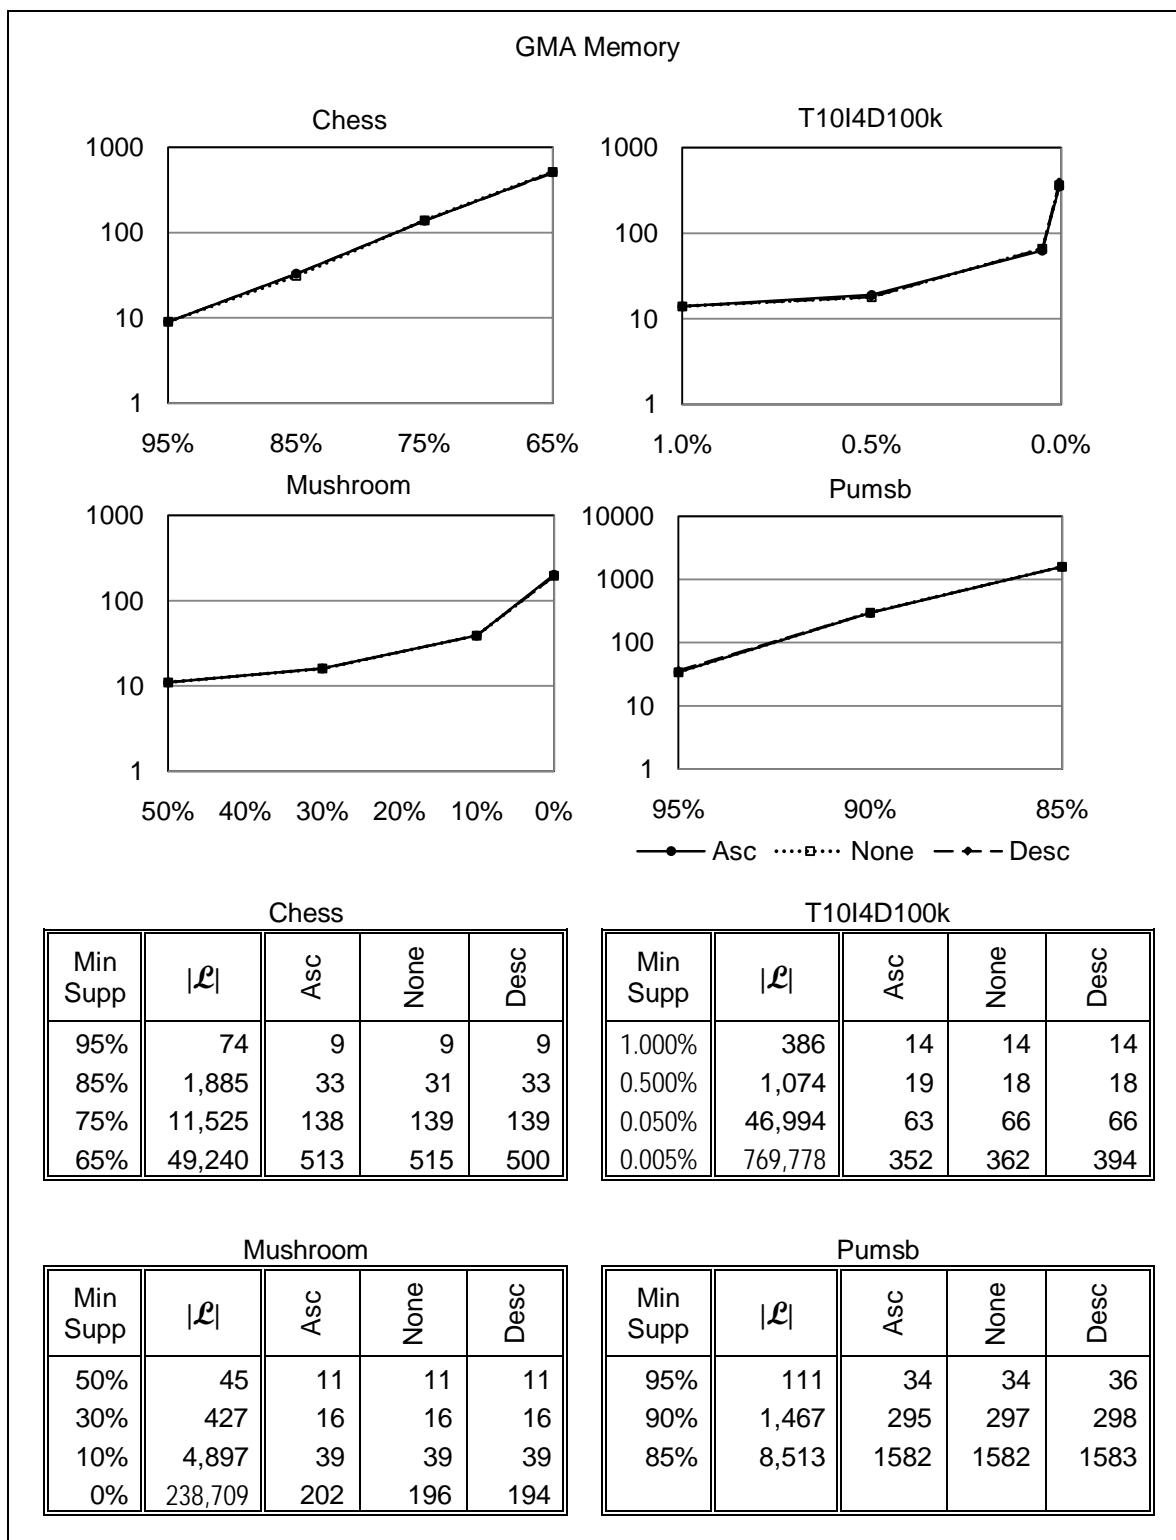 GMA Memory
Chess
1000
100
10
1
95% 85% 75% 65%
T10I4D100k
1000
100
10
1
1.0% 0.5% 0.0%
Mushroom
1000
100
10
1
50% 40% 30% 20% 10% 0%
Pumsb
10000
1000
100
10
1
95% 90% 85%
Asc None Desc
Chess
Min Supp |ℒ| Asc None Desc
95% 74 9 9 9
85% 1,885 33 31 33
75% 11,525 138 139 139
65% 49,240 513 515 500
T10I4D100k
Min Supp |ℒ| Asc None Desc
1.000% 386 14 14 14
0.500% 1,074 19 18 18
0.050% 46,994 63 66 66
0.005% 769,778 352 362 394
Mushroom
Min Supp |ℒ| Asc None Desc
50% 45 11 11 11
30% 427 16 16 16
10% 4,897 39 39 39
0% 238,709 202 196 194
Pumsb
Min Supp |ℒ| Asc None Desc
95% 111 34 34 36
90% 1,467 295 297 298
85% 8,513 1582 1582 1583